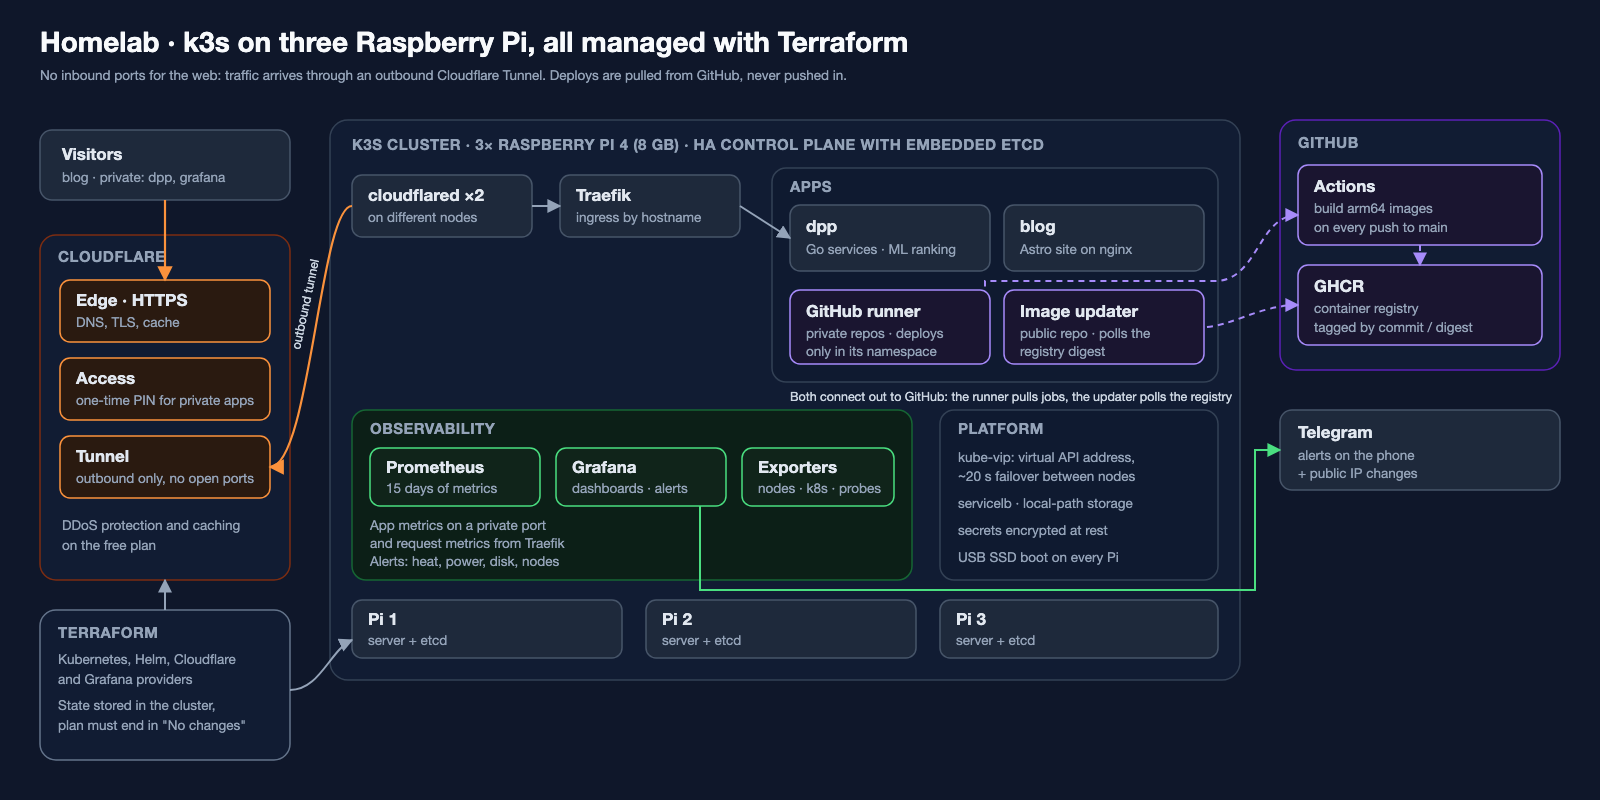 Homelab · k3s on three Raspberry Pi, all managed with Terraform
No inbound ports for the web: traffic arrives through an outbound Cloudflare Tunnel. Deploys are pulled from GitHub, never pushed in.
Visitors
blog · private: dpp, grafana
CLOUDFLARE
Edge · HTTPS
DNS, TLS, cache
Access
one-time PIN for private apps
Tunnel
outbound only, no open ports
DDoS protection and caching
on the free plan
TERRAFORM
Kubernetes, Helm, Cloudflare
and Grafana providers
State stored in the cluster,
plan must end in "No changes"
outbound tunnel
K3S CLUSTER · 3× RASPBERRY PI 4 (8 GB) · HA CONTROL PLANE WITH EMBEDDED ETCD
cloudflared ×2
on different nodes
Traefik
ingress by hostname
APPS
dpp
Go services · ML ranking
blog
Astro site on nginx
GitHub runner
private repos · deploys
only in its namespace
Image updater
public repo · polls the
registry digest
Both connect out to GitHub: the runner pulls jobs, the updater polls the registry
OBSERVABILITY
Prometheus
15 days of metrics
Grafana
dashboards · alerts
Exporters
nodes · k8s · probes
App metrics on a private port
and request metrics from Traefik
Alerts: heat, power, disk, nodes
PLATFORM
kube-vip: virtual API address,
~20 s failover between nodes
servicelb · local-path storage
secrets encrypted at rest
USB SSD boot on every Pi
Pi 1
server + etcd
Pi 2
server + etcd
Pi 3
server + etcd
GITHUB
Actions
build arm64 images
on every push to main
GHCR
container registry
tagged by commit / digest
Telegram
alerts on the phone
+ public IP changes